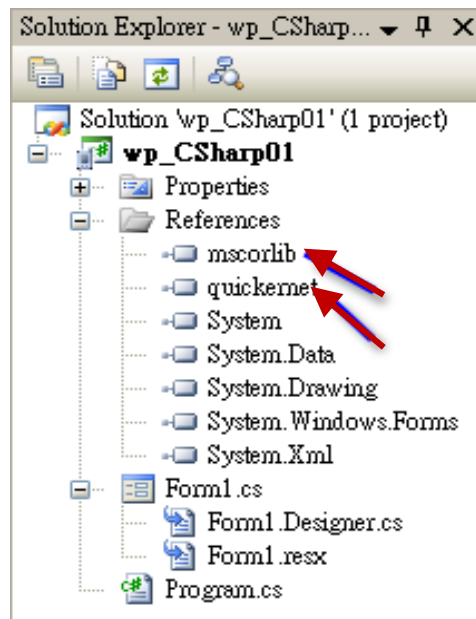 Solution Explorer - wp_CSharp...
Solution 'wp_CSharp01' (1 project)
wp_CSharp01
Properties
References
mscorlib
quickernet
System
System.Data
System.Drawing
System.Windows.Forms
System.Xml
Form1.cs
Form1.Designer.cs
Form1.resx
Program.cs